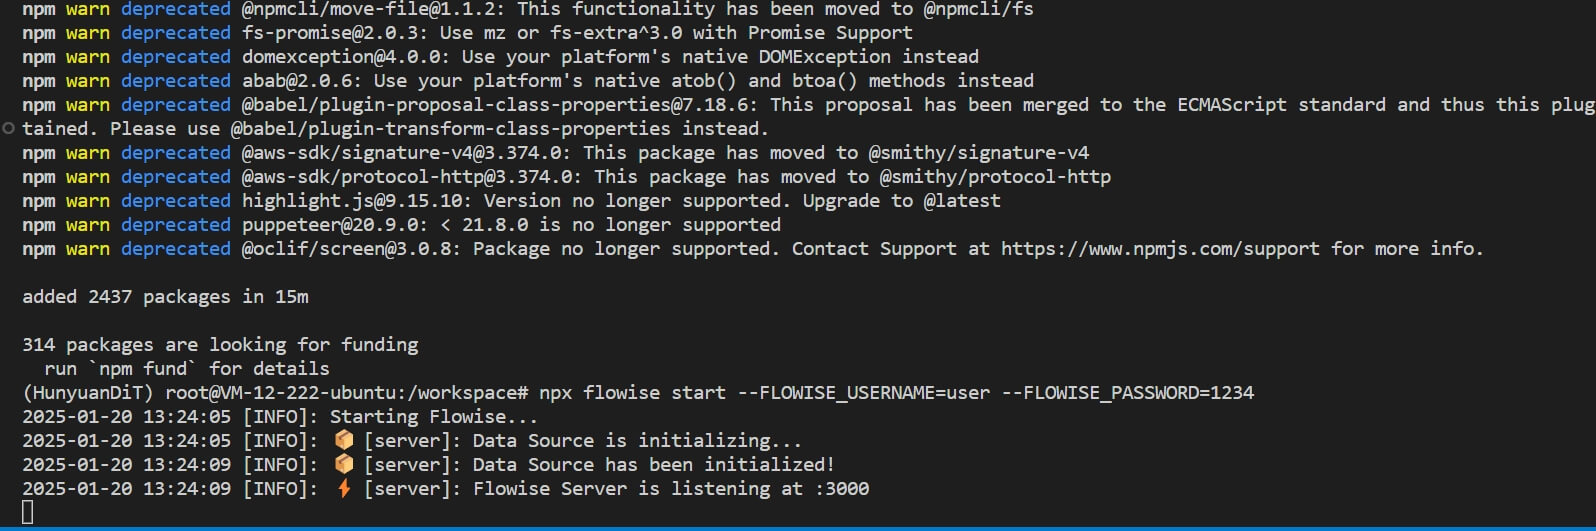 npm warn deprecated @npmcli/move-file@1.1.2: This functionality has been moved to @npmcli/fs
npm warn deprecated fs-promise@2.0.3: Use mz or fs-extra^3.0 with Promise Support
npm warn deprecated domexception@4.0.0: Use your platform's native DOMException instead
npm warn deprecated abab@2.0.6: Use your platform's native atob() and btoa() methods instead
npm warn deprecated @babel/plugin-proposal-class-properties@7.18.6: This proposal has been merged to the ECMAScript standard and thus this plug
tained. Please use @babel/plugin-transform-class-properties instead.
npm warn deprecated @aws-sdk/signature-v4@3.374.0: This package has moved to @smithy/signature-v4
npm warn deprecated @aws-sdk/protocol-http@3.374.0: This package has moved to @smithy/protocol-http
npm warn deprecated highlight.js@9.15.10: Version no longer supported. Upgrade to @latest
npm warn deprecated puppeteer@20.9.0: < 21.8.0 is no longer supported
npm warn deprecated @oclif/screen@3.0.8: Package no longer supported. Contact Support at https://www.npmjs.com/support for more info.
added 2437 packages in 15m
314 packages are looking for funding
run `npm fund` for details
(HunyuanDiT) root@VM-12-222-ubuntu:/workspace# npx flowise start --FLOWISE_USERNAME=user --FLOWISE_PASSWORD=1234
2025-01-20 13:24:05 [INFO]: Starting Flowise...
2025-01-20 13:24:05 [INFO]: 📦 [server]: Data Source is initializing...
2025-01-20 13:24:09 [INFO]: 📦 [server]: Data Source has been initialized!
2025-01-20 13:24:09 [INFO]: ⚡ [server]: Flowise Server is listening at :3000